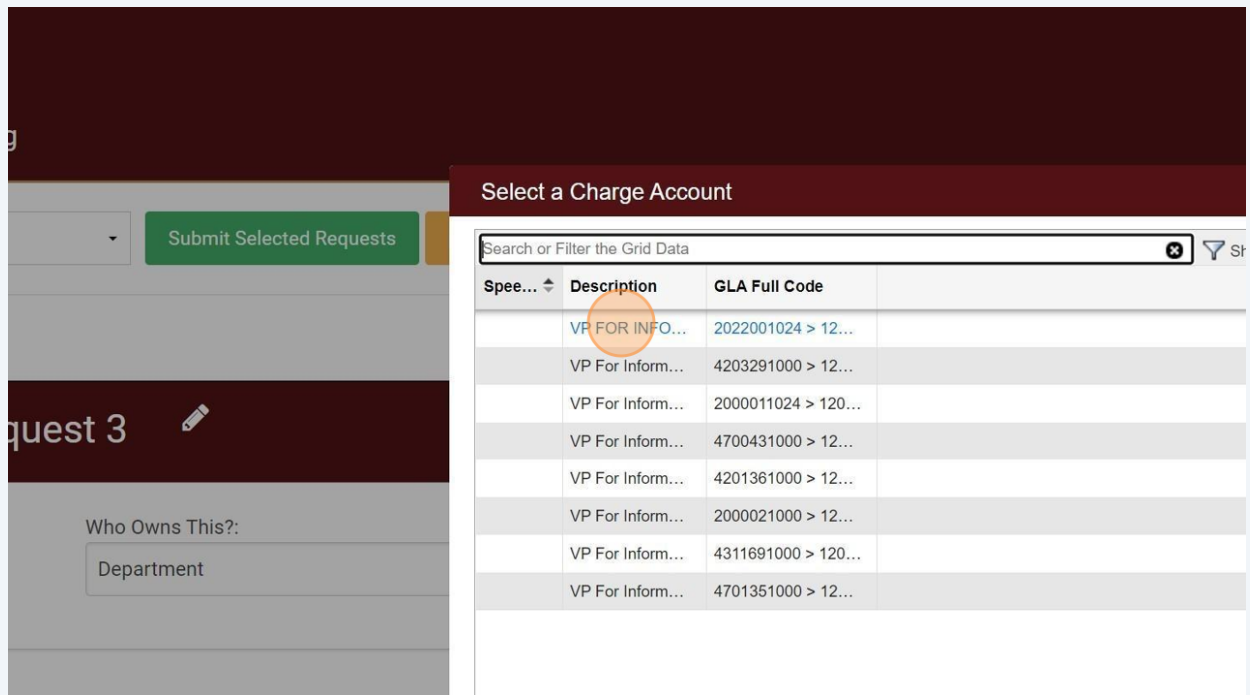 g
Select a Charge Account
Submit Selected Requests
Search or Filter the Grid Data
Sh
Spee... Description GLA Full Code
VP FOR INFO... 2022001024 > 12...
VP For Inform... 4203291000 > 12...
VP For Inform... 2000011024 > 120...
quest 3
VP For Inform... 4700431000 > 12...
VP For Inform... 4201361000 > 12...
Who Owns This?:
VP For Inform... 2000021000 > 12...
Department
VP For Inform... 4311691000 > 120...
VP For Inform... 4701351000 > 12...